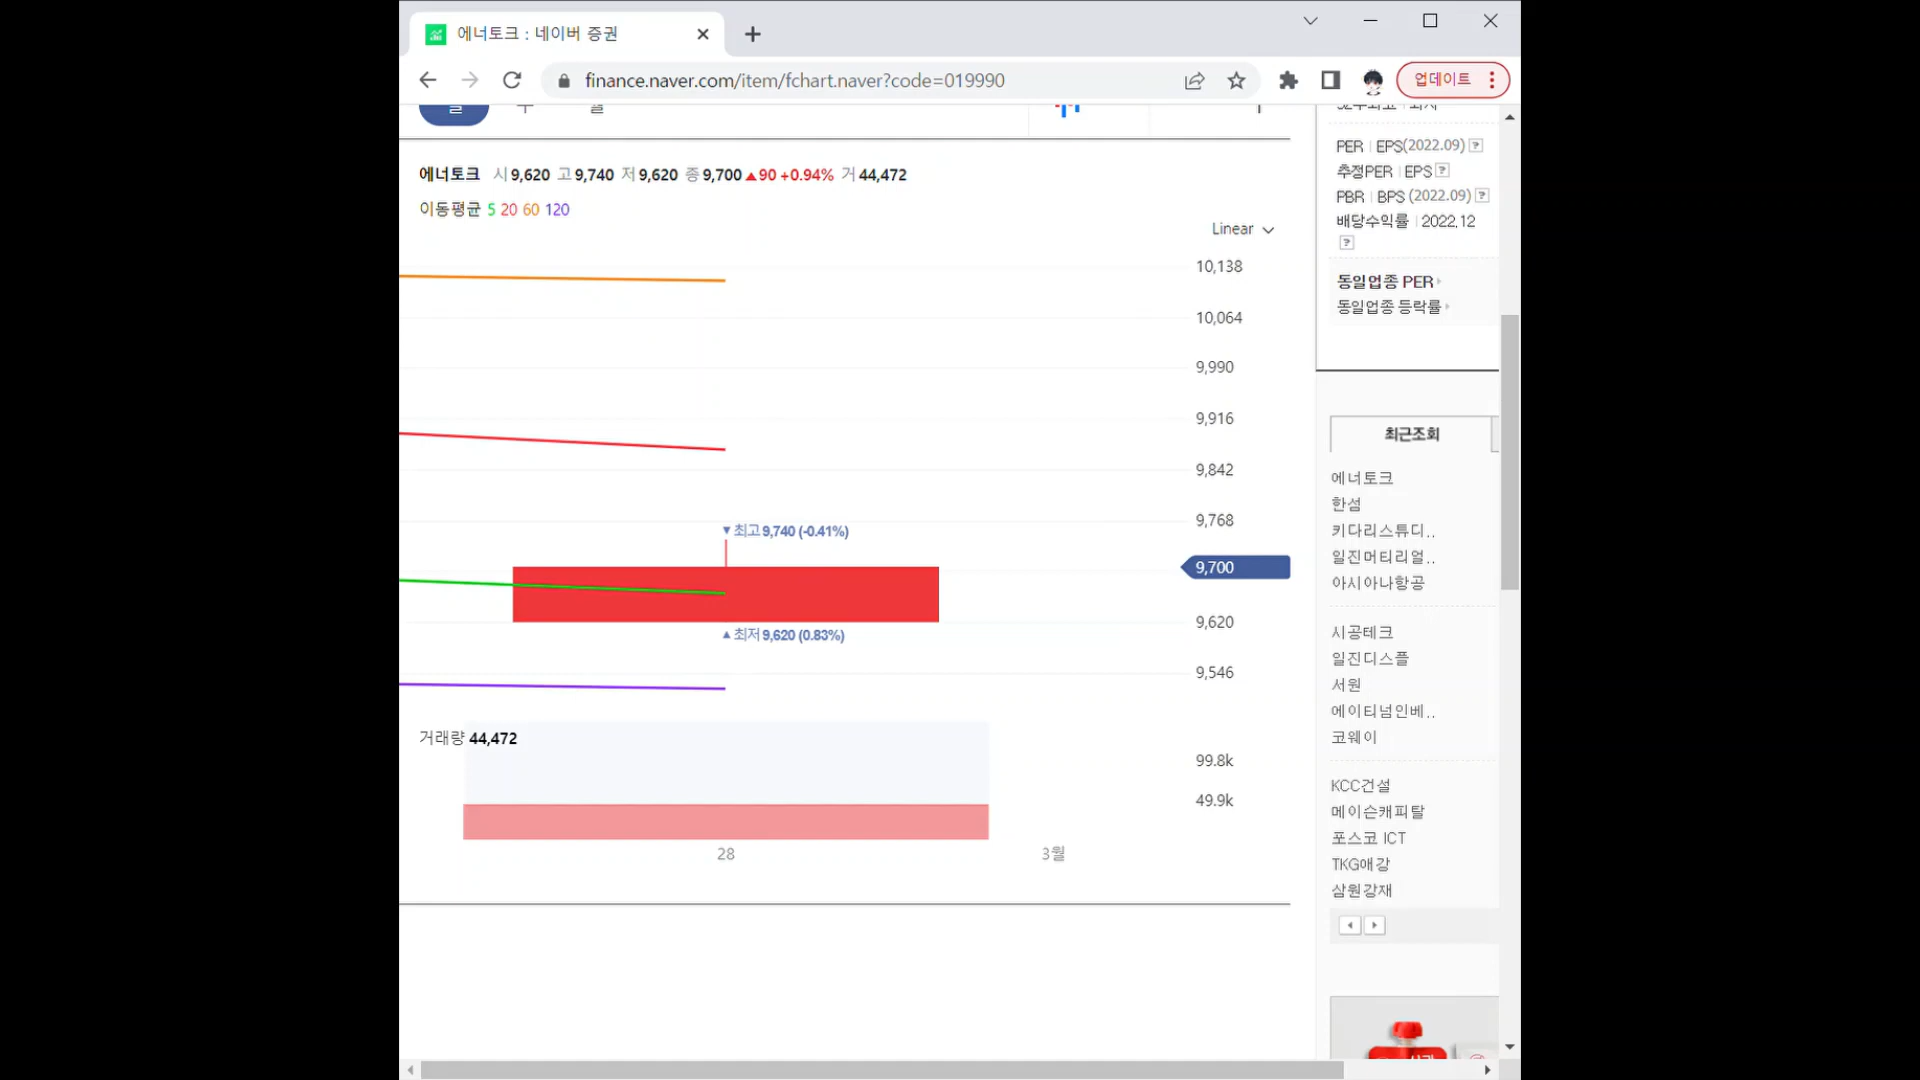 에너토크 : 네이버 증권
finance.naver.com/item/fchart.naver?code=019990
업데이트
에너토크 시 9,620 고 9,740 저 9,620 종 9,700 ▲90 +0.94% 거 44,472
이동평균 5 20 60 120
Linear
10,138
10,064
9,990
9,916
9,842
9,768
9,700
9,620
9,546
▼최고 9,740 (-0.41%)
▲최저 9,620 (0.83%)
거래량 44,472
99.8k
49.9k
28
3월
PER | EPS(2022.09) ?
추정PER | EPS ?
PBR | BPS (2022.09) ?
배당수익률 | 2022.12
?
동일업종 PER
동일업종 등락률
최근조회
에너토크
한섬
키다리스튜디..
일진머티리얼..
아시아나항공
시공테크
일진디스플
서원
에이티넘인베..
코웨이
KCC건설
메이슨캐피탈
포스코 ICT
TKG애강
삼원강재